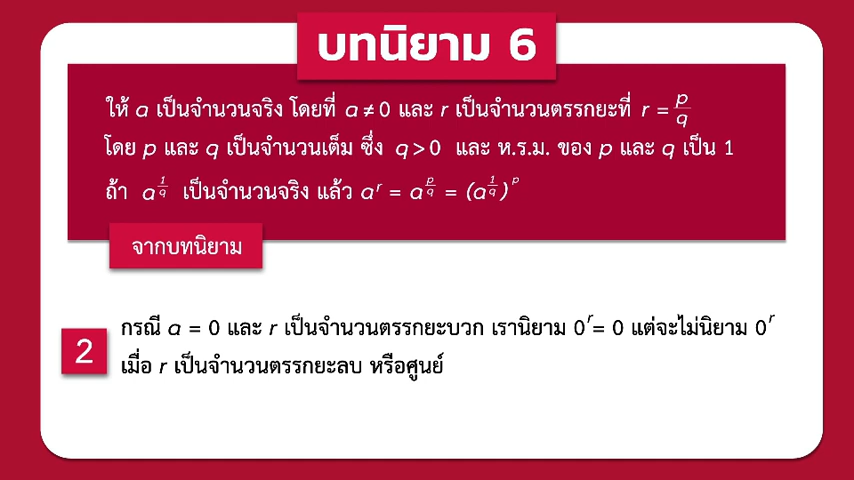 บทนิยาม 6
ให้ a เป็นจำนวนจริง โดยที่ a ≠ 0 และ r เป็นจำนวนตรรกยะที่ r = p/q
โดย p และ q เป็นจำนวนเต็ม ซึ่ง q > 0 และ ห.ร.ม. ของ p และ q เป็น 1
ถ้า a^(1/q) เป็นจำนวนจริง แล้ว a^r = a^(p/q) = (a^(1/q))^p
จากบทนิยาม
2
กรณี a = 0 และ r เป็นจำนวนตรรกยะบวก เรานิยาม 0^r = 0 แต่จะไม่นิยาม 0^r
เมื่อ r เป็นจำนวนตรรกยะลบ หรือศูนย์